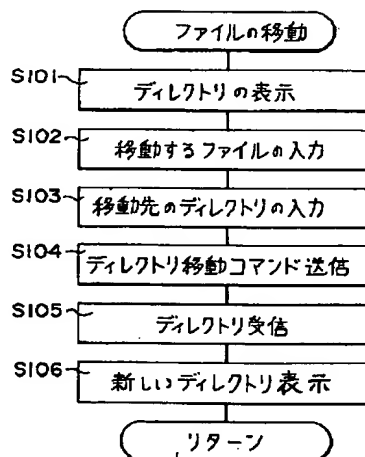 ファイルの移動
S101 ディレクトリの表示
S102 移動するファイルの入力
S103 移動先のディレクトリの入力
S104 ディレクトリ移動コマンド送信
S105 ディレクトリ受信
S106 新しいディレクトリ表示
リターン